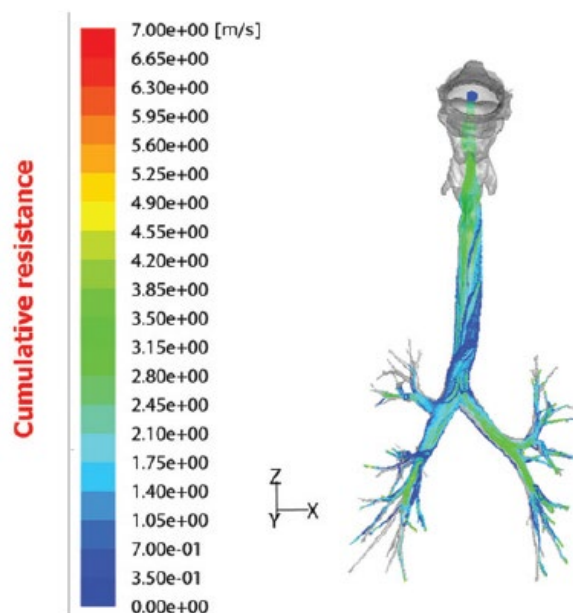 Cumulative resistance
7.00e+00 [m/s]
6.65e+00
6.30e+00
5.95e+00
5.60e+00
5.25e+00
4.90e+00
4.55e+00
4.20e+00
3.85e+00
3.50e+00
3.15e+00
2.80e+00
2.45e+00
2.10e+00
1.75e+00
1.40e+00
1.05e+00
7.00e-01
3.50e-01
0.00e+00
Z
Y X